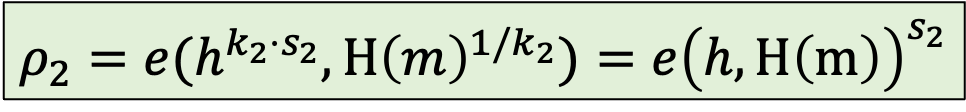 ρ₂ = e(h^{k₂·s₂}, H(m)^{1/k₂}) = e(h, H(m))^{s₂}